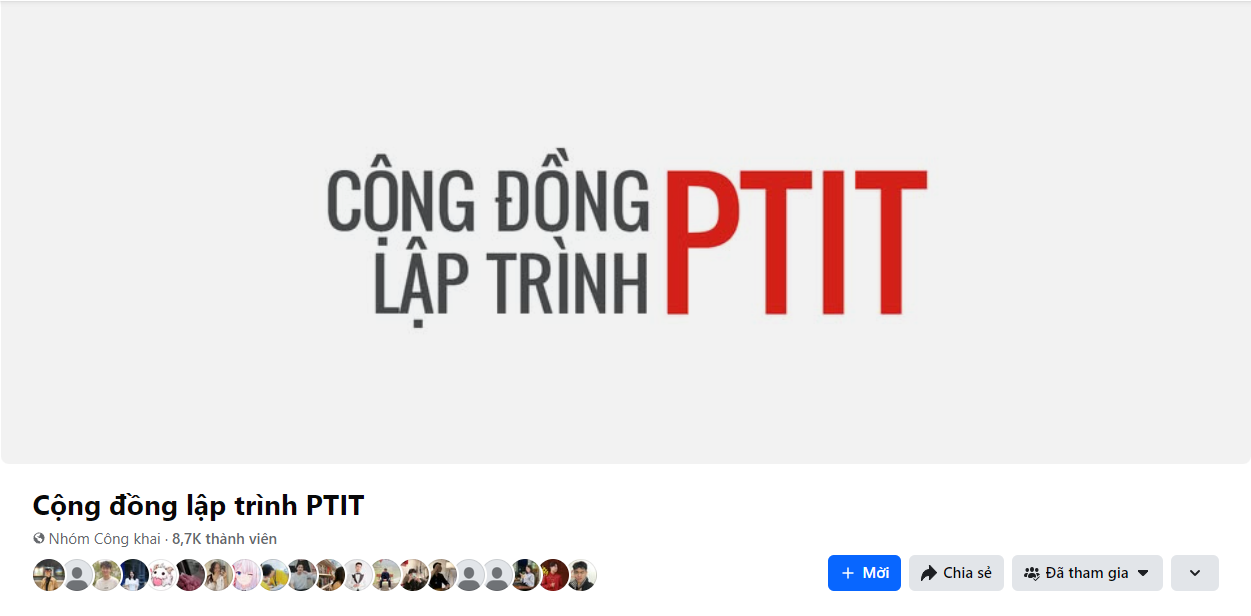 CỘNG ĐỒNG
LẬP TRÌNH
PTIT
Cộng đồng lập trình PTIT
Nhóm Công khai · 8,7K thành viên
+ Mời
Chia sẻ
Đã tham gia